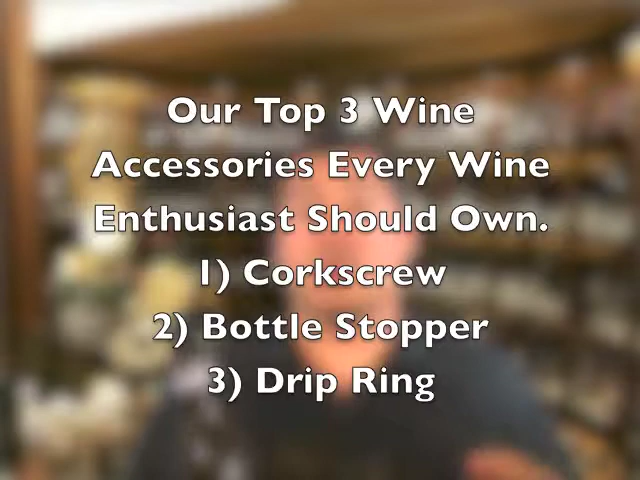 Our Top 3 Wine
Accessories Every Wine
Enthusiast Should Own.
1) Corkscrew
2) Bottle Stopper
3) Drip Ring